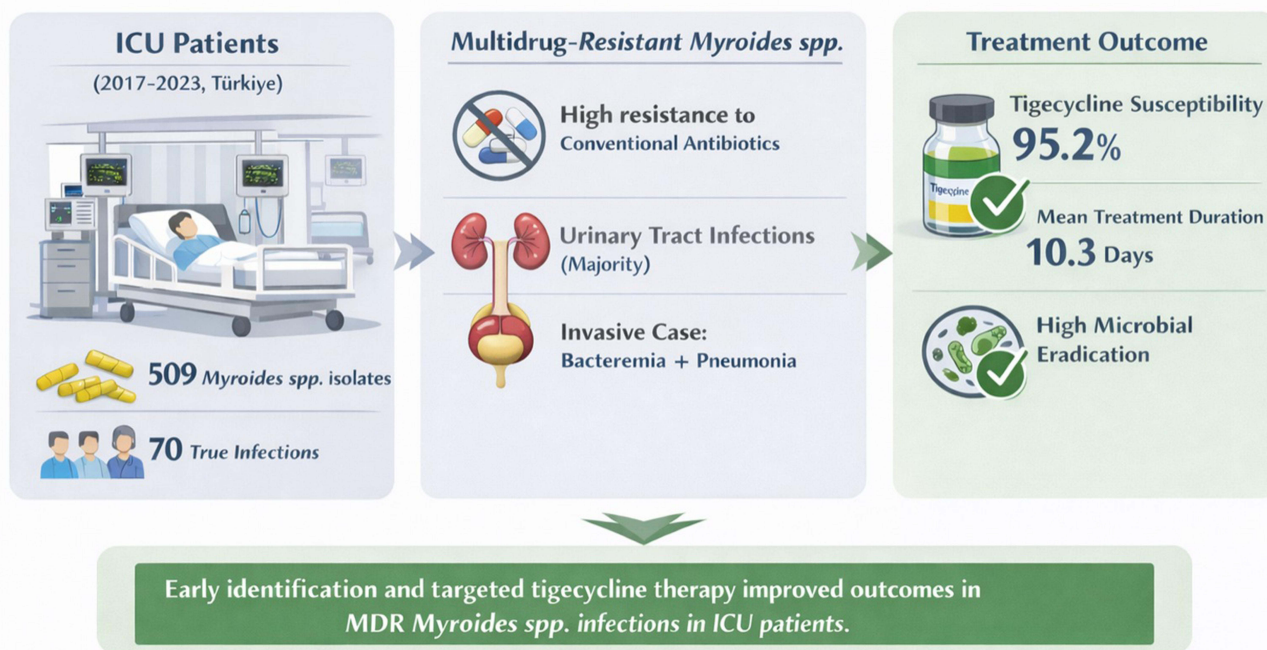 ICU Patients
(2017-2023, Türkiye)
509 Myroides spp. isolates
70 True Infections
Multidrug-Resistant Myroides spp.
High resistance to
Conventional Antibiotics
Urinary Tract Infections
(Majority)
Invasive Case:
Bacteremia + Pneumonia
Treatment Outcome
Tigecycline Susceptibility
95.2%
Mean Treatment Duration
10.3 Days
High Microbial
Eradication
Early identification and targeted tigecycline therapy improved outcomes in
MDR Myroides spp. infections in ICU patients.